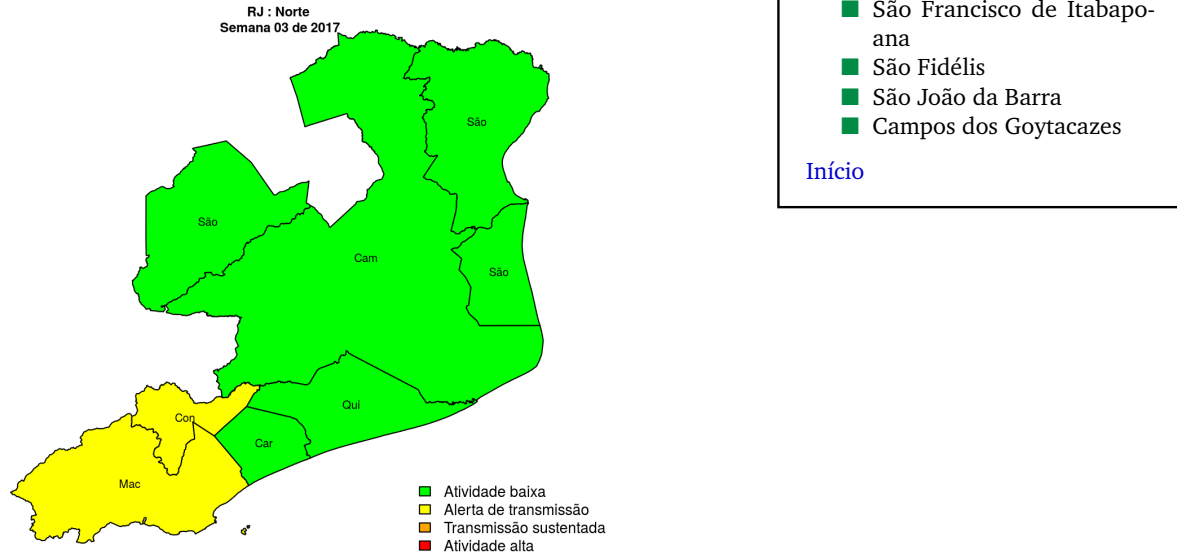 RJ : Norte
Semana 03 de 2017
São
São
Cam
São
Qui
Con
Car
Mac
Atividade baixa
Alerta de transmissão
Transmissão sustentada
Atividade alta
São Francisco de Itabapo-
ana
São Fidélis
São João da Barra
Campos dos Goytacazes
Início